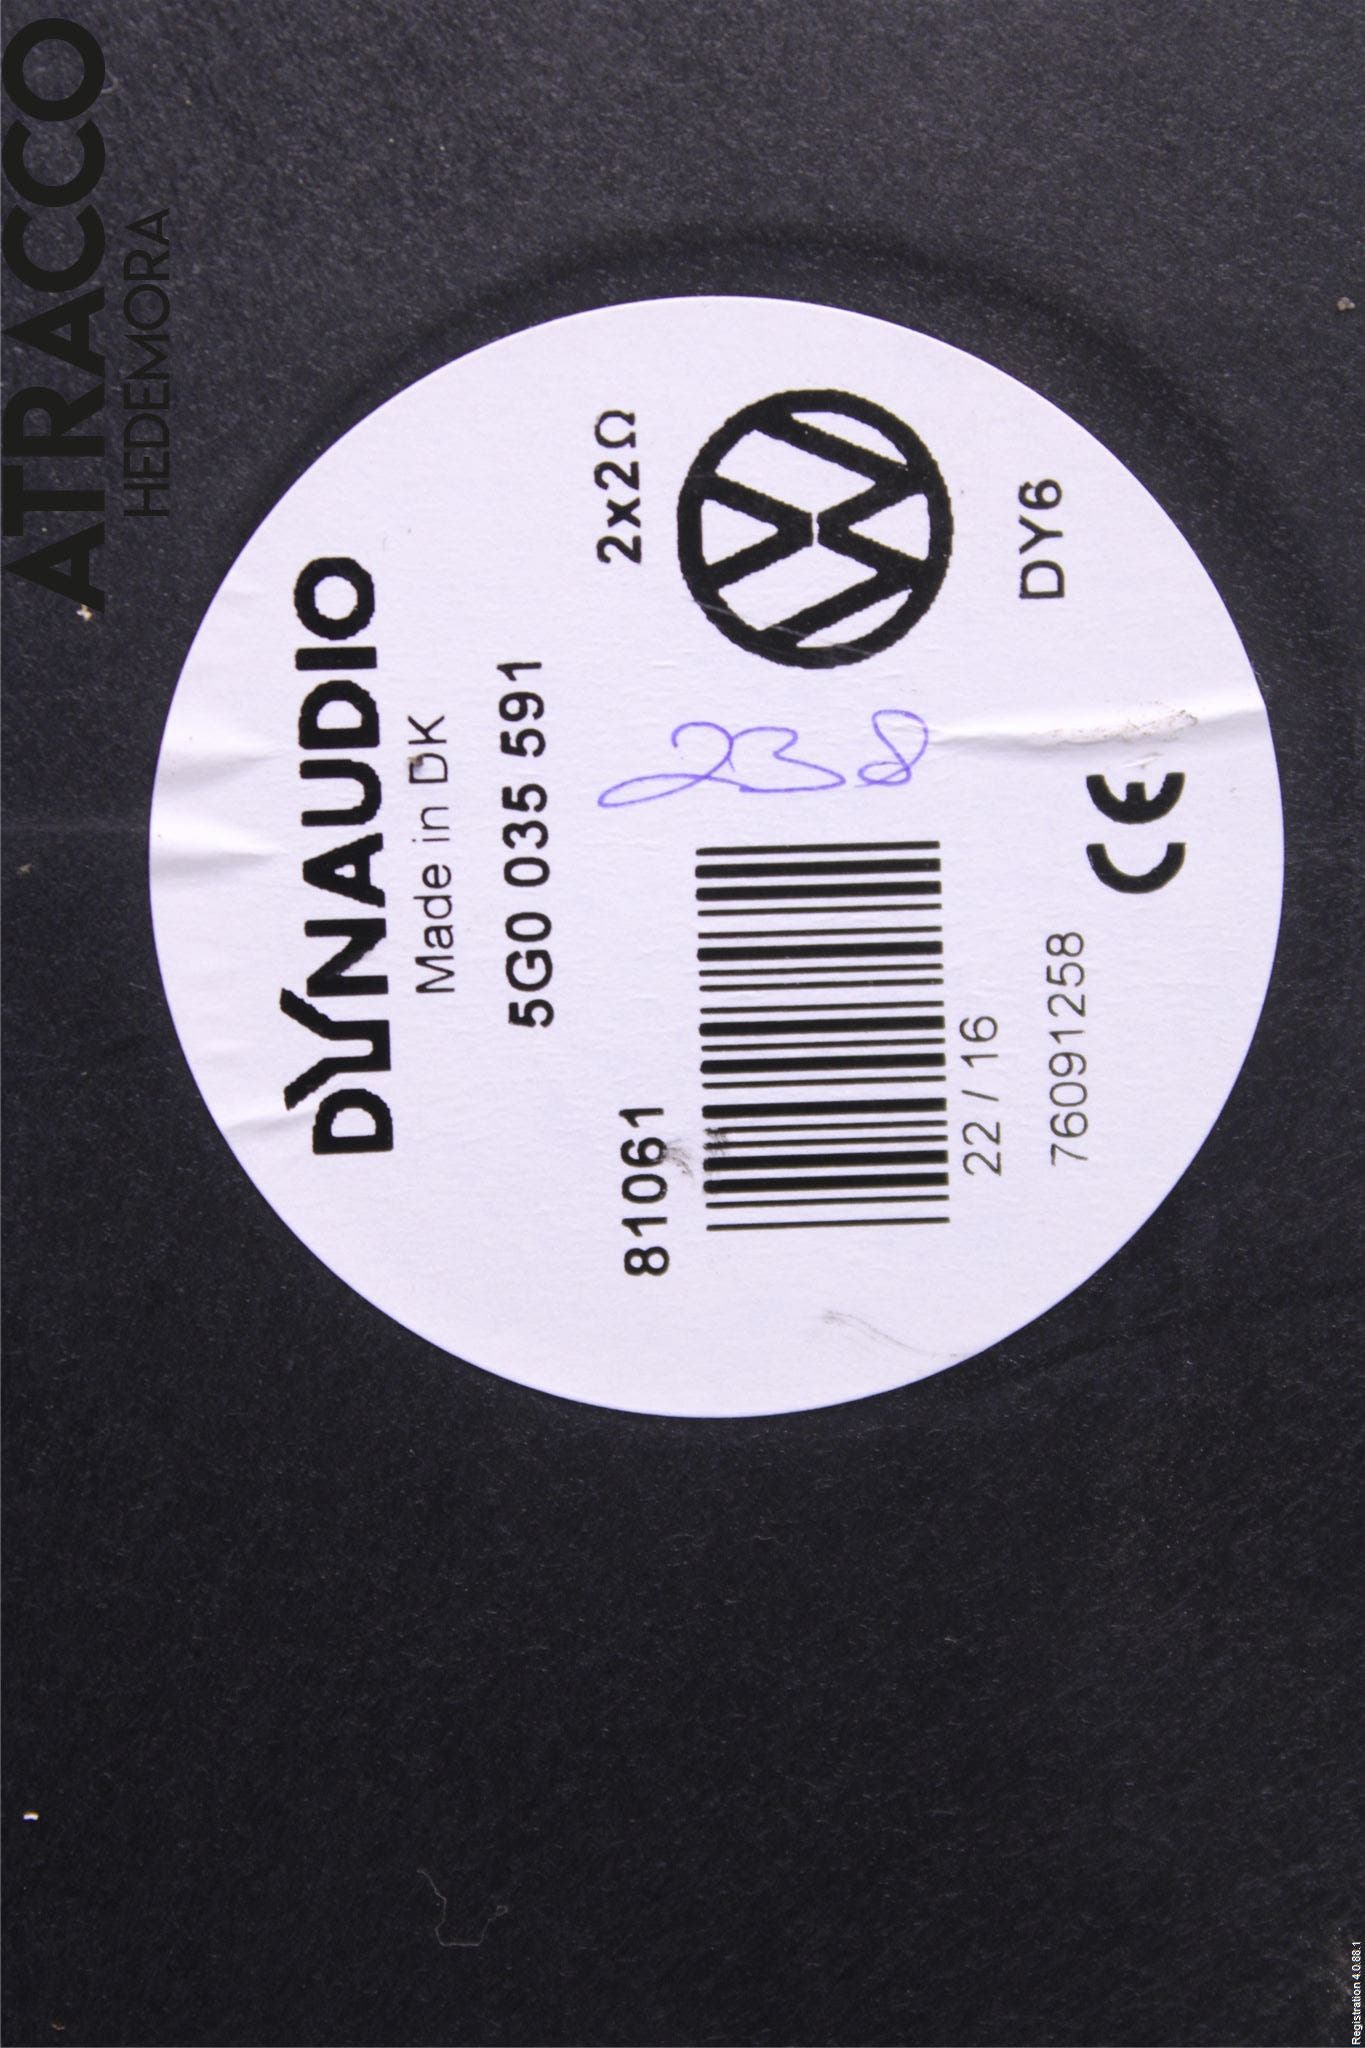 ATRACCO
HEDEMORA
DYNAUDIO
Made in DK
5G0 035 591
2x2Ω
81061
238
22 / 16
DY6
76091258
CE
Registration 4.0.88.1